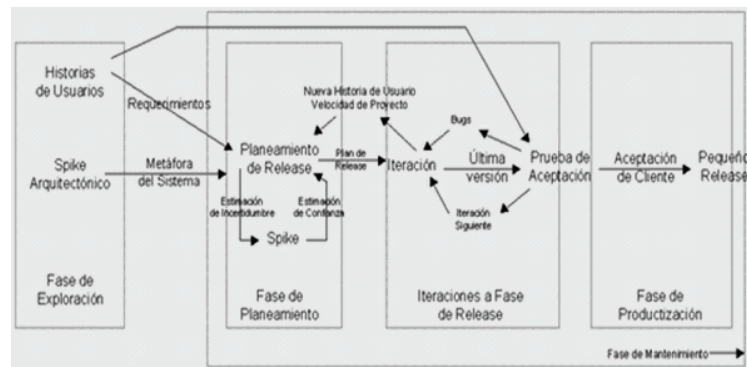 Historias
de Usuarios
Requerimientos
Spike
Arquitectónico
Metáfora
del Sistema
Fase de
Exploración
Nueva Historia de Usuario
Velocidad de Proyecto
Planeamiento
de Release
Plan de
Release
Estimación
de Incertidumbre
Estimación
de Confianza
Spike
Fase de
Planeamiento
Bugs
Iteración
Última
versión
Prueba de
Aceptación
Iteración
Siguiente
Iteraciones a Fase
de Release
Aceptación
de Cliente
Pequeño
Release
Fase de
Productización
Fase de Mantenimiento